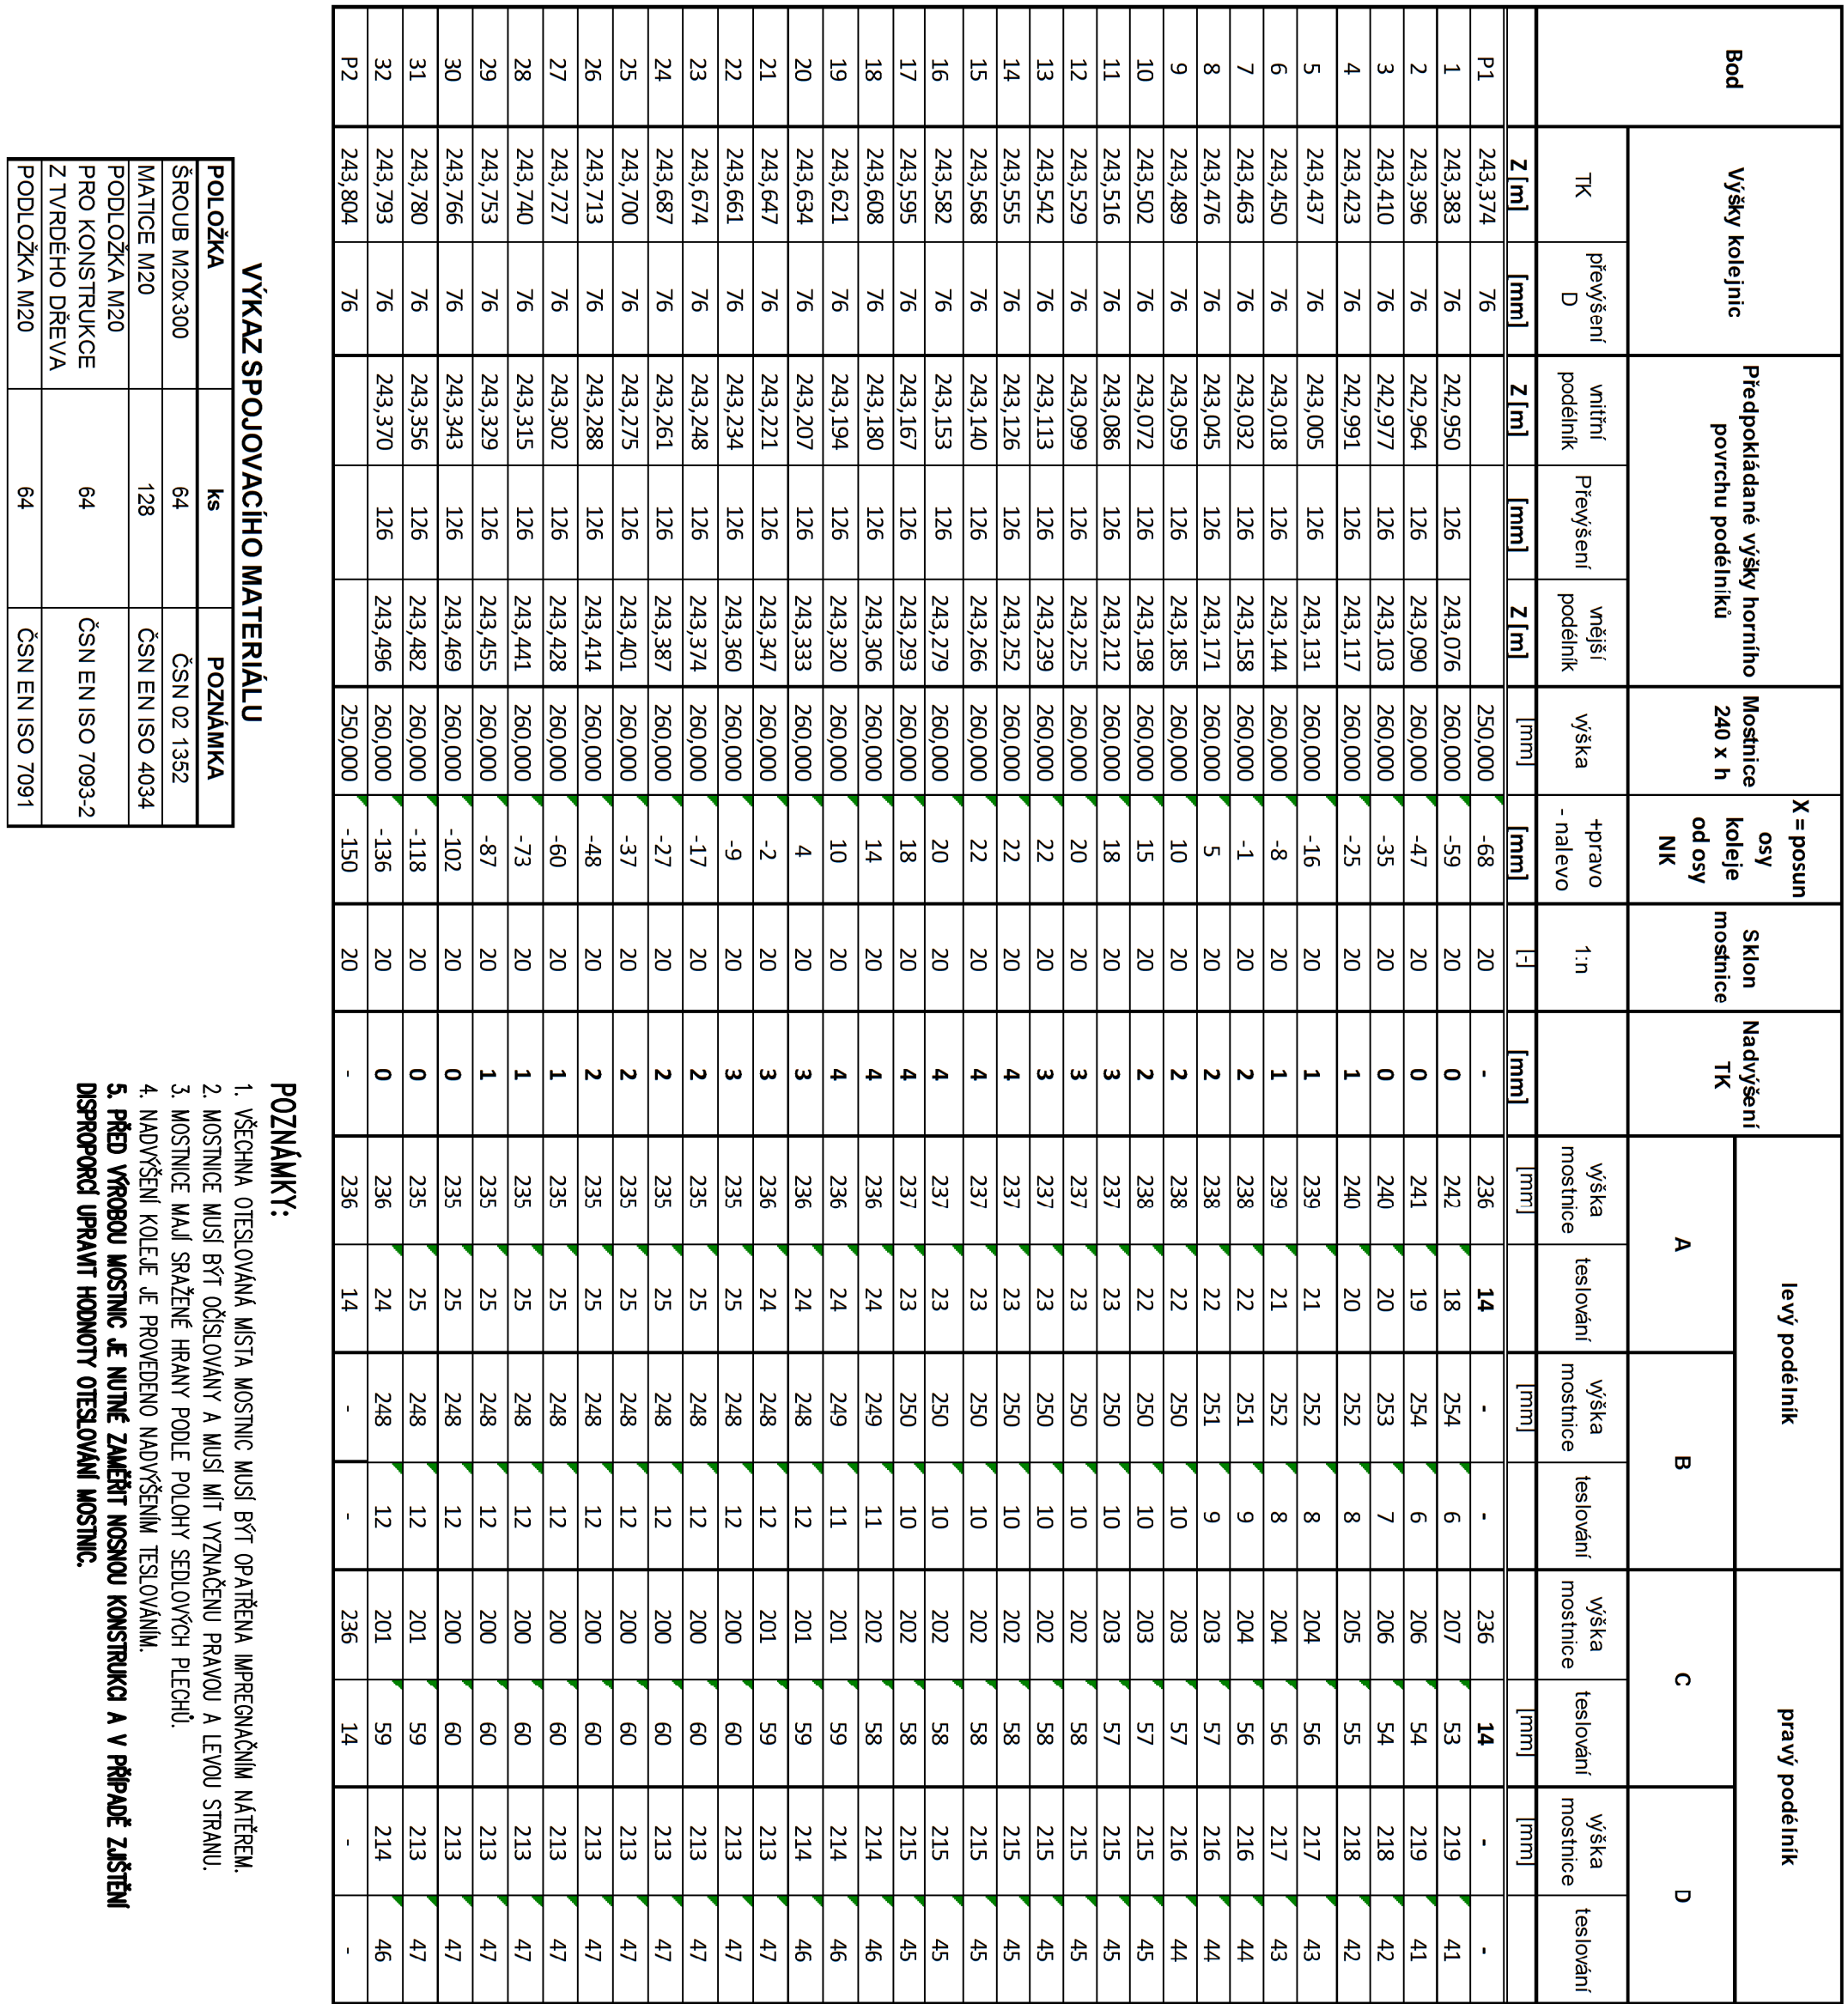 Bod
Výšky kolejnic
Předpokládané výšky horního
povrchu podélníků
Mostnice
240 x h
X = posun
osy
koleje
od osy
NK
Sklon
mostnice
Nadvýšení
TK
levý podélník
pravý podélník
A
B
C
D
TK
převýšení
D
vnitřní
podélník
Převýšení
vnější
podélník
výška
+pravo
- nalevo
1:n
výška
mostnice
teslování
výška
mostnice
teslování
výška
mostnice
teslování
výška
mostnice
teslování
Z [m] [mm] Z [m] [mm] Z [m] [mm] [mm] [-] [mm] [mm] [mm] [mm] [mm]
P1 243,374 76 250,000 -68 20 - 236 14 - - 236 14 - -
1 243,383 76 242,950 126 243,076 260,000 -59 20 0 242 18 254 6 207 53 219 41
2 243,396 76 242,964 126 243,090 260,000 -47 20 0 241 19 254 6 206 54 219 41
3 243,410 76 242,977 126 243,103 260,000 -35 20 0 240 20 253 7 206 54 218 42
4 243,423 76 242,991 126 243,117 260,000 -25 20 1 240 20 252 8 205 55 218 42
5 243,437 76 243,005 126 243,131 260,000 -16 20 1 239 21 252 8 204 56 217 43
6 243,450 76 243,018 126 243,144 260,000 -8 20 1 239 21 252 8 204 56 217 43
7 243,463 76 243,032 126 243,158 260,000 -1 20 2 238 22 251 9 204 56 216 44
8 243,476 76 243,045 126 243,171 260,000 5 20 2 238 22 251 9 203 57 216 44
9 243,489 76 243,059 126 243,185 260,000 10 20 2 238 22 250 10 203 57 216 44
10 243,502 76 243,072 126 243,198 260,000 15 20 2 238 22 250 10 203 57 215 45
11 243,516 76 243,086 126 243,212 260,000 18 20 3 237 23 250 10 203 57 215 45
12 243,529 76 243,099 126 243,225 260,000 20 20 3 237 23 250 10 202 58 215 45
13 243,542 76 243,113 126 243,239 260,000 22 20 3 237 23 250 10 202 58 215 45
14 243,555 76 243,126 126 243,252 260,000 22 20 4 237 23 250 10 202 58 215 45
15 243,568 76 243,140 126 243,266 260,000 22 20 4 237 23 250 10 202 58 215 45
16 243,582 76 243,153 126 243,279 260,000 20 20 4 237 23 250 10 202 58 215 45
17 243,595 76 243,167 126 243,293 260,000 18 20 4 237 23 250 10 202 58 215 45
18 243,608 76 243,180 126 243,306 260,000 14 20 4 236 24 249 11 202 58 214 46
19 243,621 76 243,194 126 243,320 260,000 10 20 4 236 24 249 11 201 59 214 46
20 243,634 76 243,207 126 243,333 260,000 4 20 3 236 24 248 12 201 59 214 46
21 243,647 76 243,221 126 243,347 260,000 -2 20 3 236 24 248 12 201 59 213 47
22 243,661 76 243,234 126 243,360 260,000 -9 20 3 235 25 248 12 200 60 213 47
23 243,674 76 243,248 126 243,374 260,000 -17 20 2 235 25 248 12 200 60 213 47
24 243,687 76 243,261 126 243,387 260,000 -27 20 2 235 25 248 12 200 60 213 47
25 243,700 76 243,275 126 243,401 260,000 -37 20 2 235 25 248 12 200 60 213 47
26 243,713 76 243,288 126 243,414 260,000 -48 20 2 235 25 248 12 200 60 213 47
27 243,727 76 243,302 126 243,428 260,000 -60 20 1 235 25 248 12 200 60 213 47
28 243,740 76 243,315 126 243,441 260,000 -73 20 1 235 25 248 12 200 60 213 47
29 243,753 76 243,329 126 243,455 260,000 -87 20 1 235 25 248 12 200 60 213 47
30 243,766 76 243,343 126 243,469 260,000 -102 20 0 235 25 248 12 200 60 213 47
31 243,780 76 243,356 126 243,482 260,000 -118 20 0 235 25 248 12 201 59 213 47
32 243,793 76 243,370 126 243,496 260,000 -136 20 0 236 24 248 12 201 59 214 46
P2 243,804 76 250,000 -150 20 - 236 14 - - 236 14 - -
VÝKAZ SPOJOVACÍHO MATERIÁLU
POLOŽKA ks POZNÁMKA
ŠROUB M20x300 64 ČSN 02 1352
MATICE M20 128 ČSN EN ISO 4034
PODLOŽKA M20
PRO KONSTRUKCE 64 ČSN EN ISO 7093-2
Z TVRDÉHO DŘEVA
PODLOŽKA M20 64 ČSN EN ISO 7091
POZNÁMKY:
1. VŠECHNA OTESLOVÁNÁ MÍSTA MOSTNIC MUSÍ BÝT OPATŘENA IMPREGNAČNÍM NÁTĚREM.
2. MOSTNICE MUSÍ BÝT OČÍSLOVÁNY A MUSÍ MÍT VYZNAČENU PRAVOU A LEVOU STRANU.
3. MOSTNICE MAJÍ SRAŽENÉ HRANY PODLE POLOHY SEDLOVÝCH PLECHŮ.
4. NADVÝŠENÍ KOLEJE JE PROVEDENO NADVÝŠENÍM TESLOVÁNÍM.
5. PŘED VÝROBOU MOSTNIC JE NUTNÉ ZAMĚŘIT NOSNOU KONSTRUKCI A V PŘÍPADĚ ZJIŠTĚNÍ
DISPROPORCÍ UPRAVIT HODNOTY OTESLOVÁNÍ MOSTNIC.